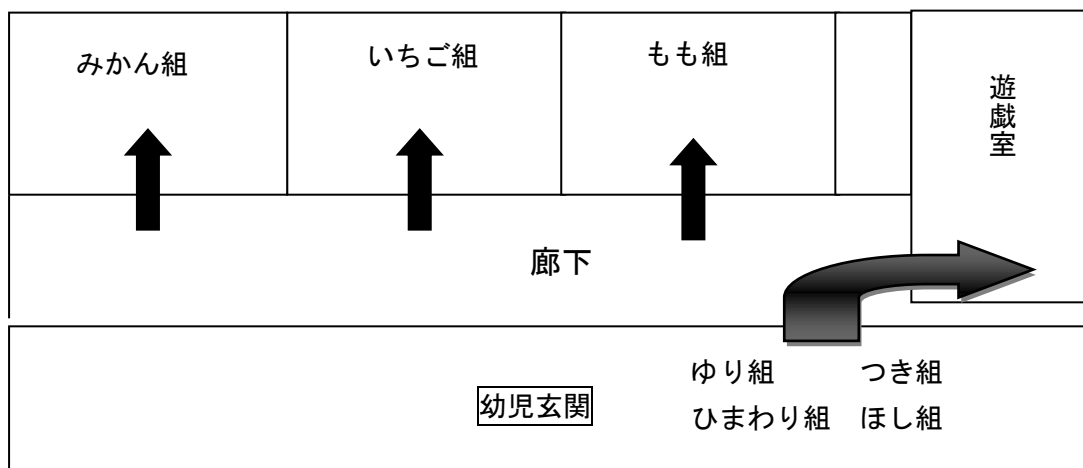 みかん組
いちご組
もも組
遊戯室
廊下
ゆり組 つき組
ひまわり組 ほし組
幼児玄関